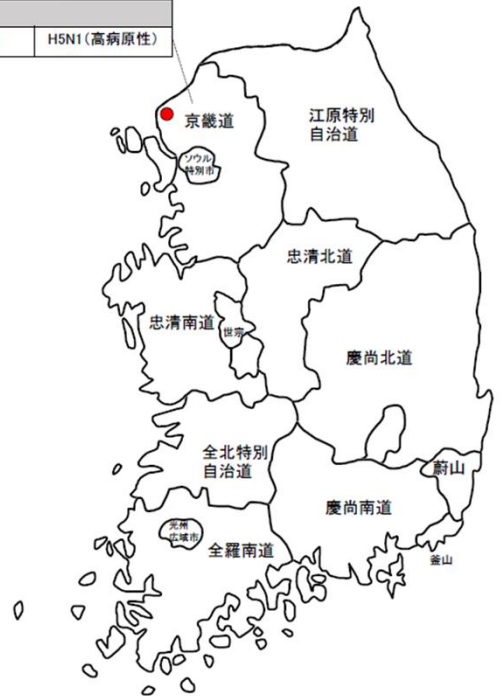 H5N1(高病原性)
江原特別
自治道
京畿道
ソウル
特別市
忠清北道
忠清南道
世宗
慶尚北道
全北特別
自治道
蔚山
慶尚南道
光州
広域市
全羅南道
釜山